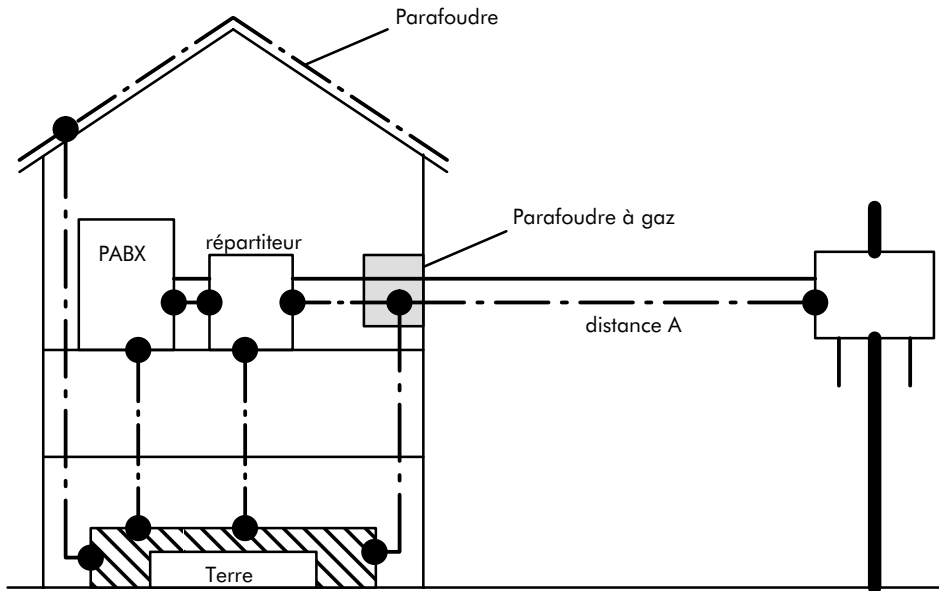 Parafoudre
Parafoudre à gaz
PABX
répartiteur
distance A
Terre